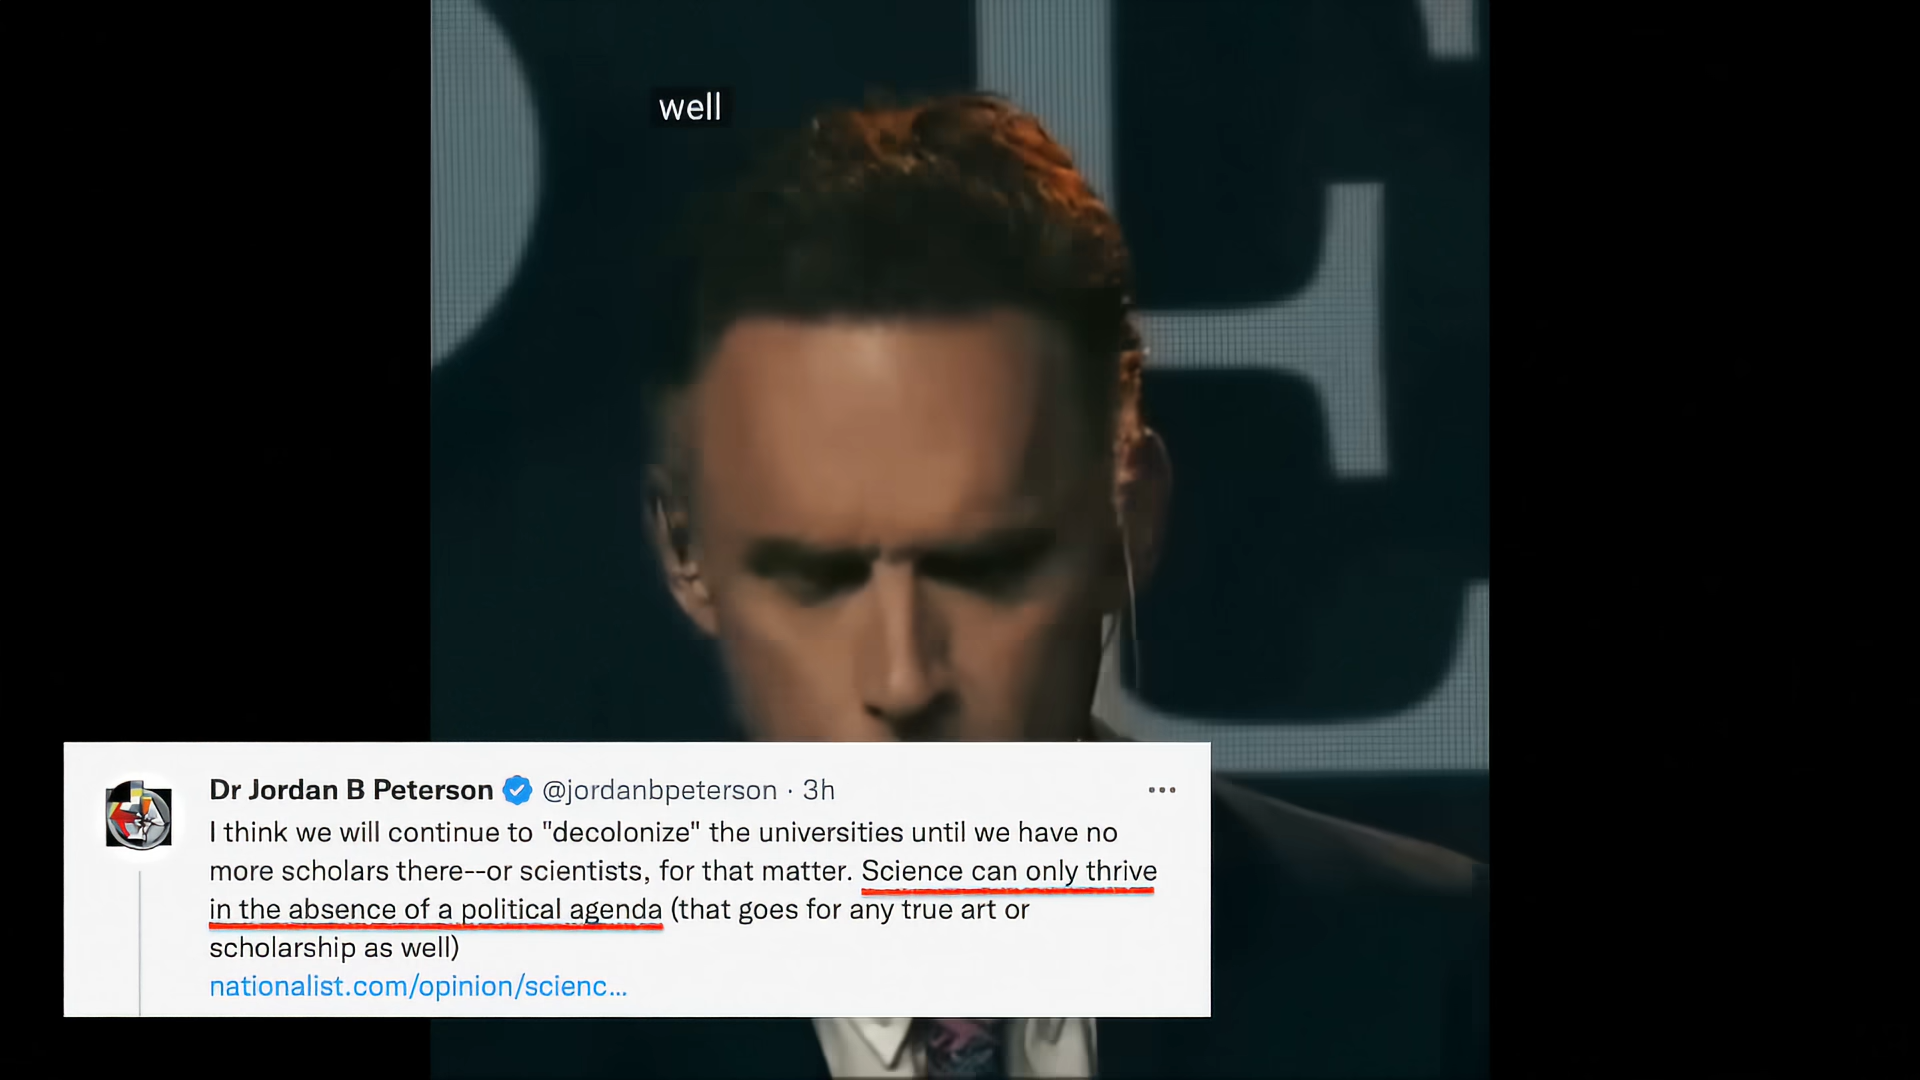 well
Dr Jordan B Peterson @jordanbpeterson · 3h
I think we will continue to "decolonize" the universities until we have no
more scholars there--or scientists, for that matter. Science can only thrive
in the absence of a political agenda (that goes for any true art or
scholarship as well)
nationalist.com/opinion/scienc...